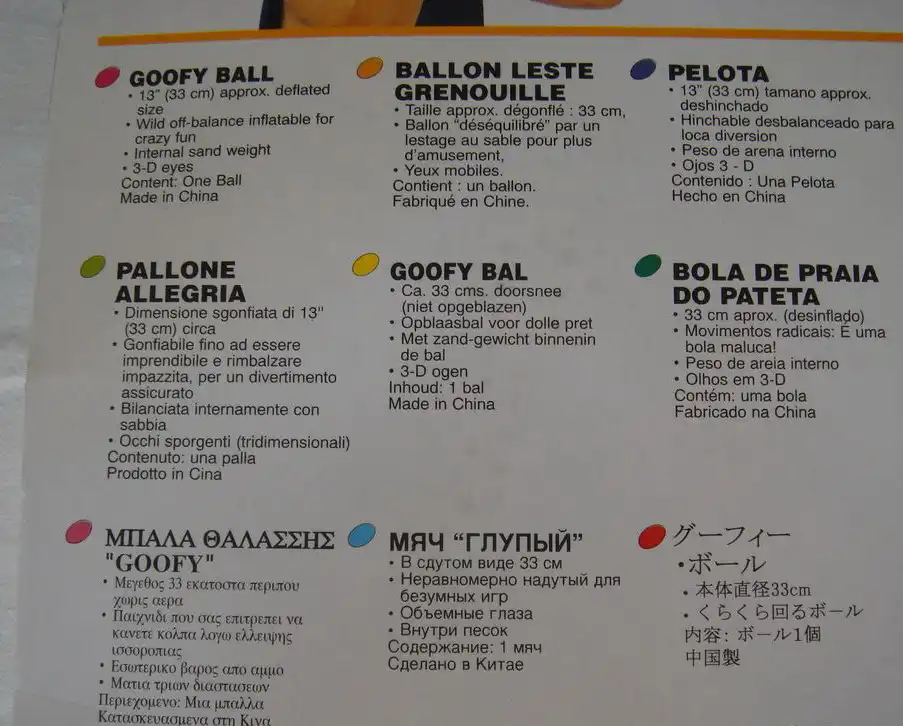 GOOFY BALL
• 13" (33 cm) approx. deflated
size
• Wild off-balance inflatable for
crazy fun
• Internal sand weight
• 3-D eyes
Content: One Ball
Made in China
BALLON LESTE
GRENOUILLE
• Taille approx. dégonflé : 33 cm,
• Ballon "déséquilibré" par un
lestage au sable pour plus
d'amusement,
• Yeux mobiles.
Contient : un ballon.
Fabriqué en Chine.
PELOTA
• 13" (33 cm) tamano approx.
deshinchado
• Hinchable desbalanceado para
loca diversion
• Peso de arena interno
• Ojos 3 - D
Contenido : Una Pelota
Hecho en China
PALLONE
ALLEGRIA
• Dimensione sgonfiata di 13"
(33 cm) circa
• Gonfiabile fino ad essere
imprendibile e rimbalzare
impazzita, per un divertimento
assicurato
• Bilanciata internamente con
sabbia
• Occhi sporgenti (tridimensionali)
Contenuto: una palla
Prodotto in Cina
GOOFY BAL
• Ca. 33 cms. doorsnee
(niet opgeblazen)
• Opblaasbal voor dolle pret
• Met zand-gewicht binnenin
de bal
• 3-D ogen
Inhoud: 1 bal
Made in China
BOLA DE PRAIA
DO PATETA
• 33 cm aprox. (desinflado)
• Movimentos radicais: É uma
bola maluca!
• Peso de areia interno
• Olhos em 3-D
Contém: uma bola
Fabricado na China
ΜΠΑΛΑ ΘΑΛΑΣΣΗΣ
"GOOFY"
• Μεγεθος 33 εκατοστα περιπου
χωρις αερα
• Παιχνιδι που σας επιτρεπει να
κανετε κολπα λογω ελλειψης
ισσοροπιας
• Εσωτερικο βαρος απο αμμο
• Ματια τριων διαστασεων
Περιεχομενο: Μια μπαλλα
Κατασκευασμενα στη Κινα
МЯЧ “ГЛУПЫЙ”
• В сдутом виде 33 см
• Неравномерно надутый для
безумных игр
• Объемные глаза
• Внутри песок
Содержание: 1 мяч
Сделано в Китае
グーフィー
・ボール
・本体直径33cm
・くらくら回るボール
内容: ボール1個
中国製